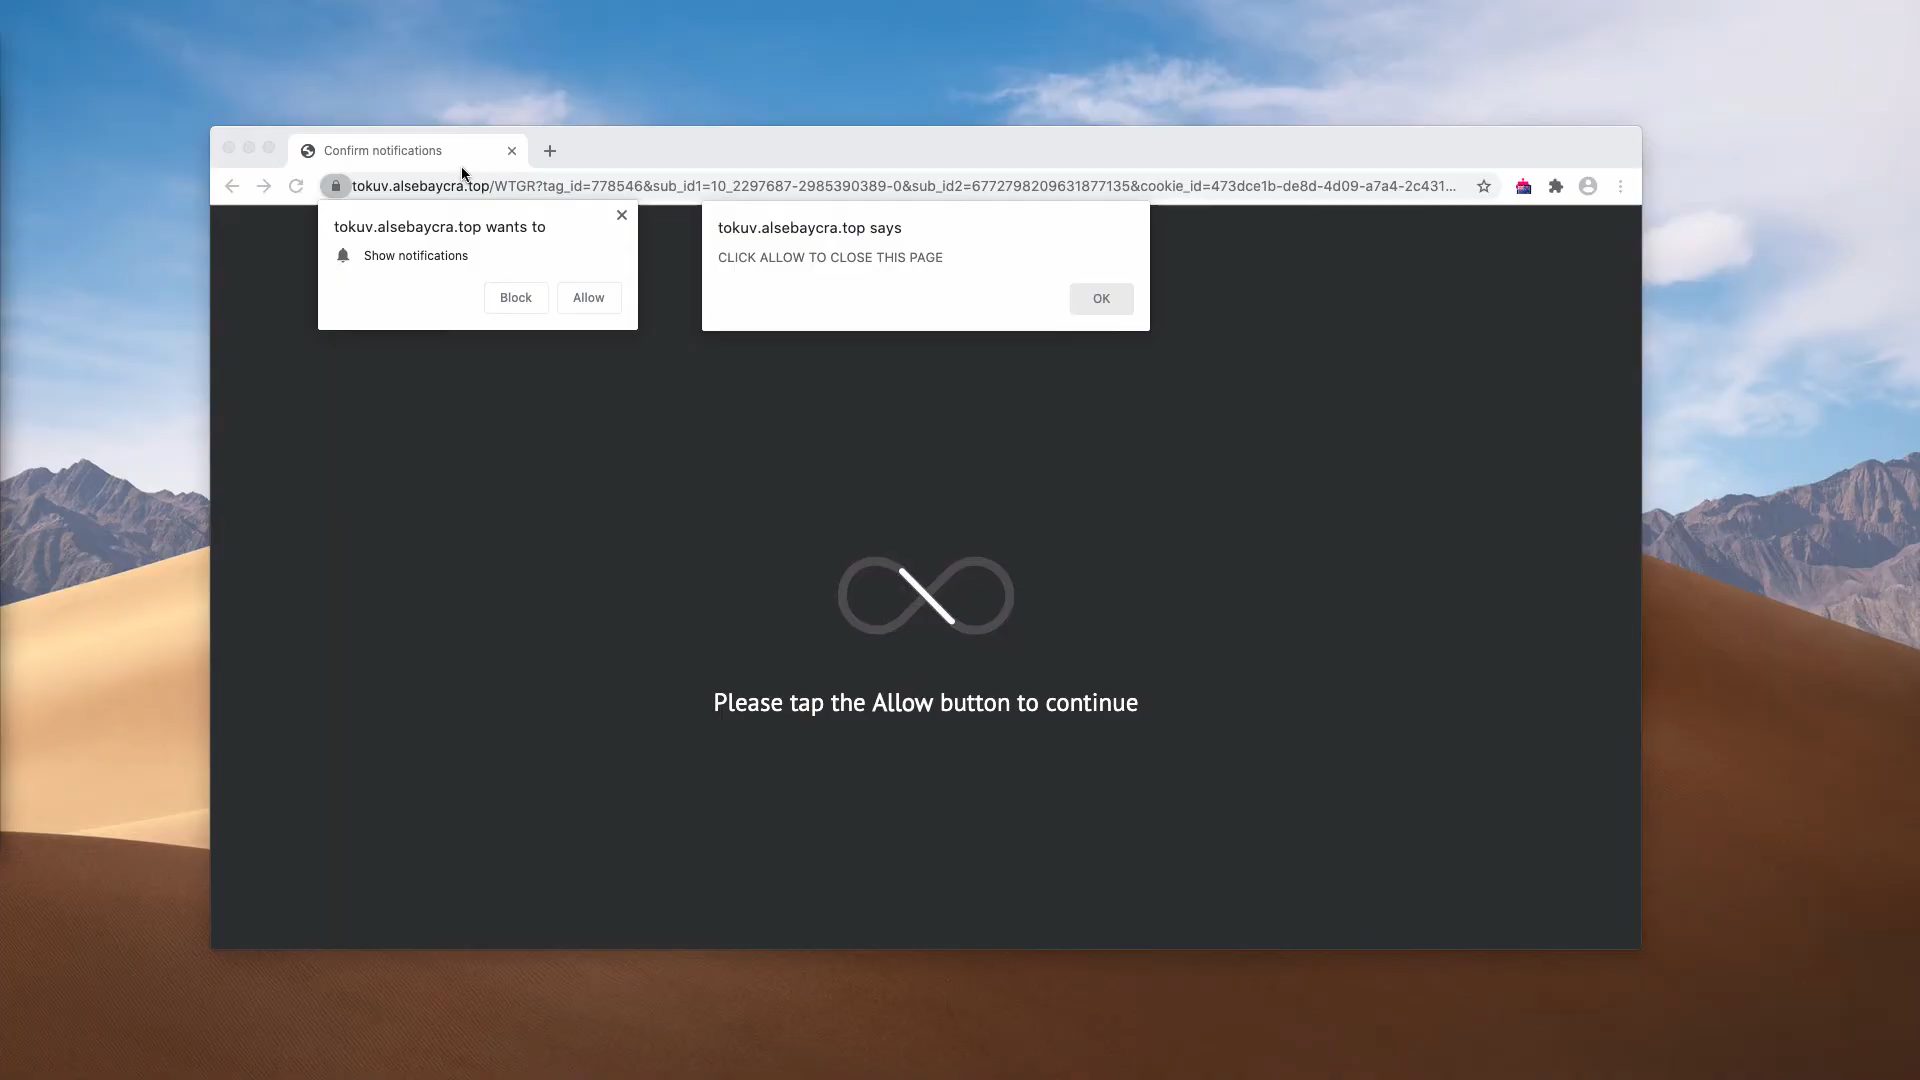 Confirm notifications
tokuv.alsebaycra.top/WTGR?tag_id=778546&sub_id1=10_2297687-2985390389-0&sub_id2=6772798209631877135&cookie_id=473dce1b-de8d-4d09-a7a4-2c431...
tokuv.alsebaycra.top wants to
Show notifications
Block
Allow
tokuv.alsebaycra.top says
CLICK ALLOW TO CLOSE THIS PAGE
OK
Please tap the Allow button to continue